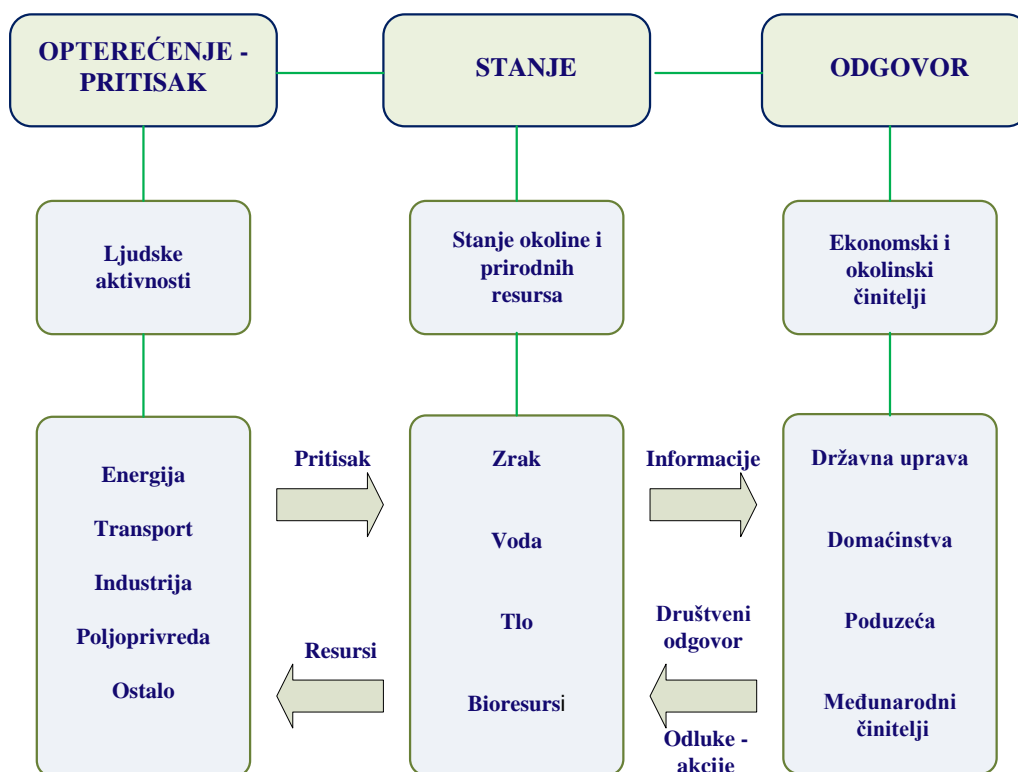 OPTEREĆENJE -
PRITISAK
STANJE
ODGOVOR
Ljudske
aktivnosti
Stanje okoline i
prirodnih
resursa
Ekonomski i
okolinski
činitelji
Energija
Transport
Industrija
Poljoprivreda
Ostalo
Pritisak
Resursi
Zrak
Voda
Tlo
Bioresursi
Informacije
Društveni
odgovor
Odluke -
akcije
Državna uprava
Domaćinstva
Poduzeća
Međunarodni
činitelji